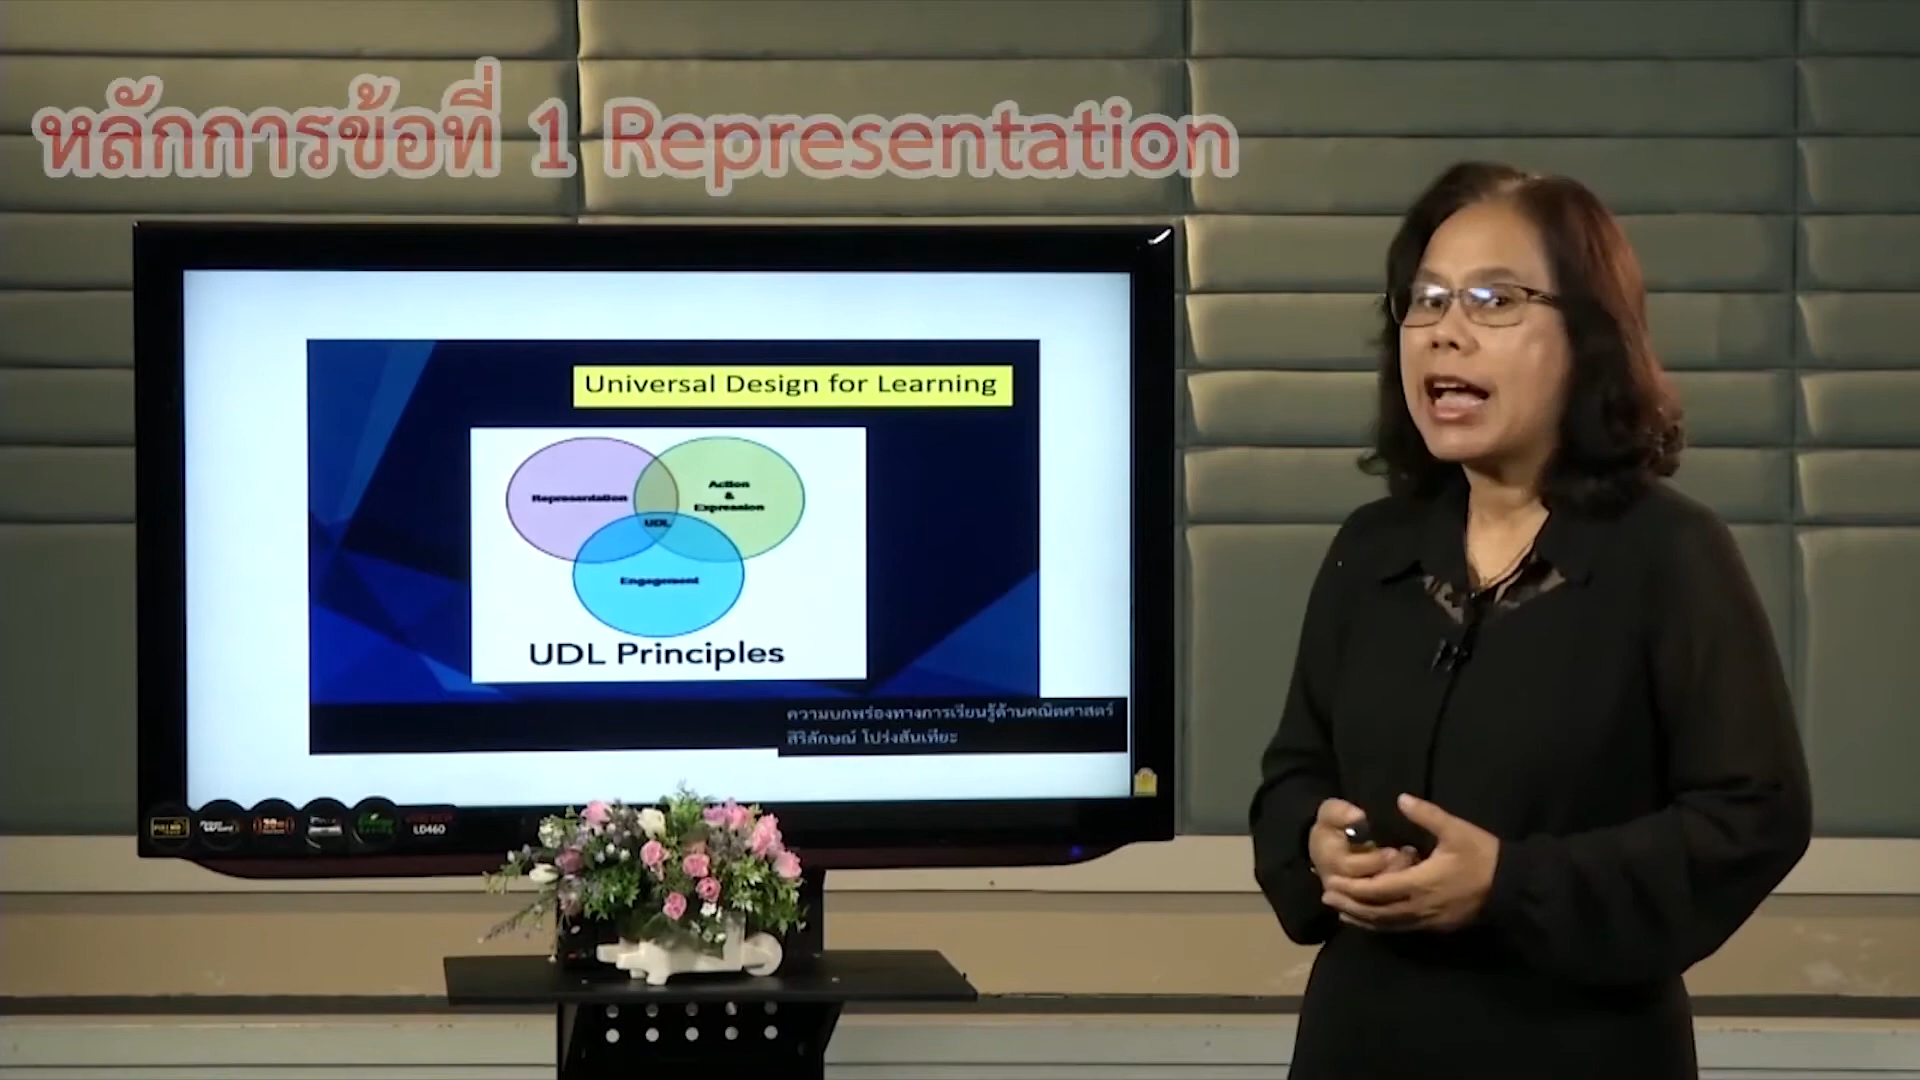 หลักการข้อที่ 1 Representation
Universal Design for Learning
Representation
Action
&
Expression
UDL
Engagement
UDL Principles
ความบกพร่องทางการเรียนรู้ด้านคณิตศาสตร์
สิริลักษณ์ โปร่งสันเทียะ
LD460